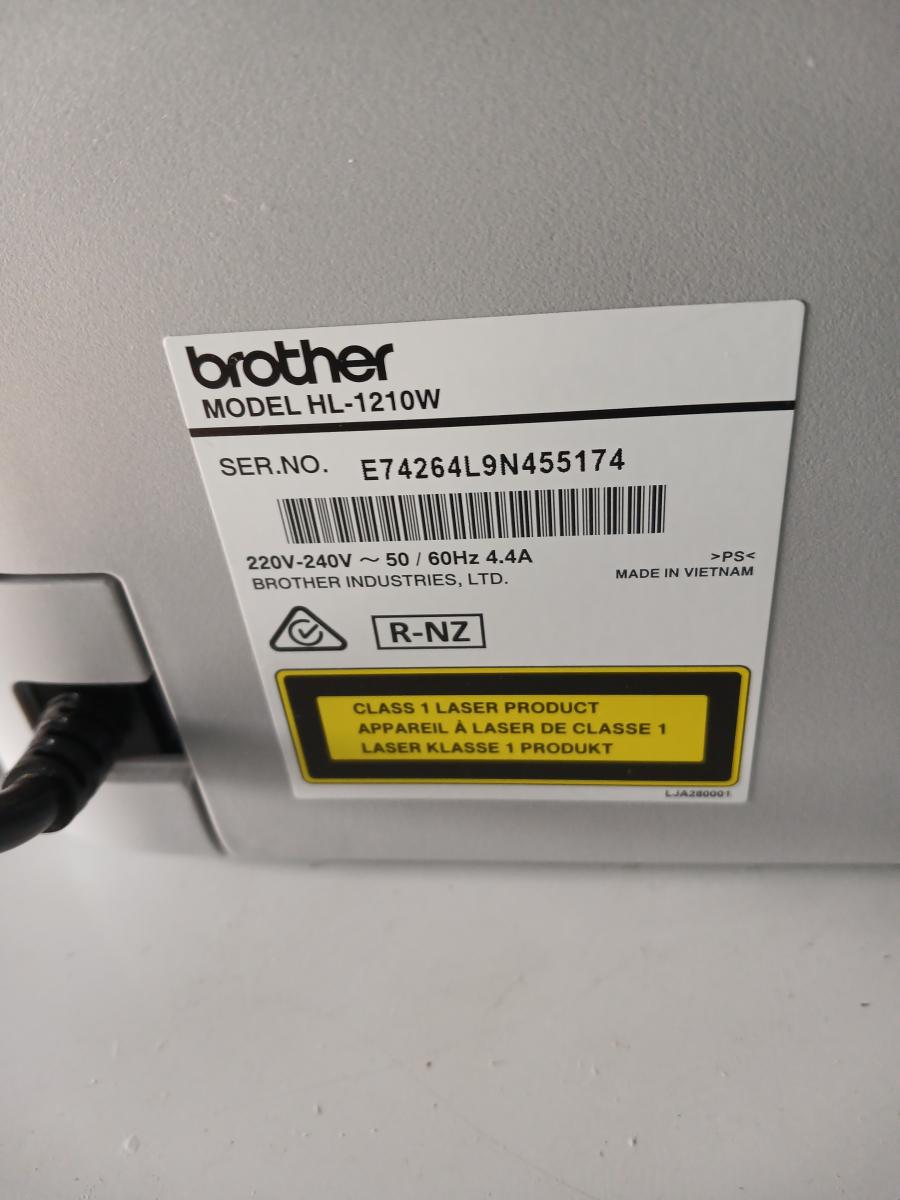 brother
MODEL HL-1210W
SER.NO. E74264L9N455174
220V-240V ~ 50 / 60Hz 4.4A
BROTHER INDUSTRIES, LTD.
>PS<
MADE IN VIETNAM
R-NZ
CLASS 1 LASER PRODUCT
APPAREIL À LASER DE CLASSE 1
LASER KLASSE 1 PRODUKT
LJA280001